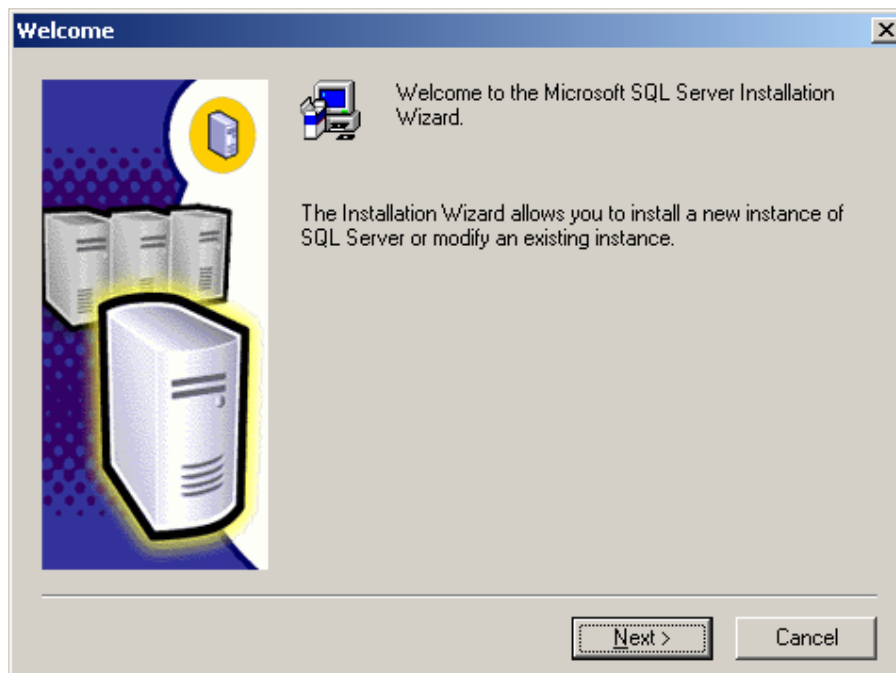 Welcome
Welcome to the Microsoft SQL Server Installation
Wizard.
The Installation Wizard allows you to install a new instance of
SQL Server or modify an existing instance.
Next >
Cancel